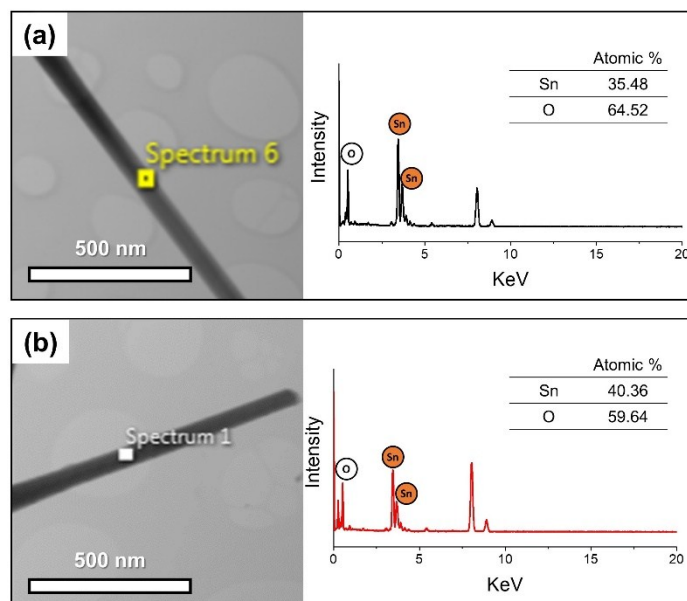 (a)
Spectrum 6
500 nm
Intensity
O
Sn
Sn
Atomic %
Sn 35.48
O 64.52
0 5 10 15 20
KeV
(b)
Spectrum 1
500 nm
Intensity
O
Sn
Sn
Atomic %
Sn 40.36
O 59.64
0 5 10 15 20
KeV